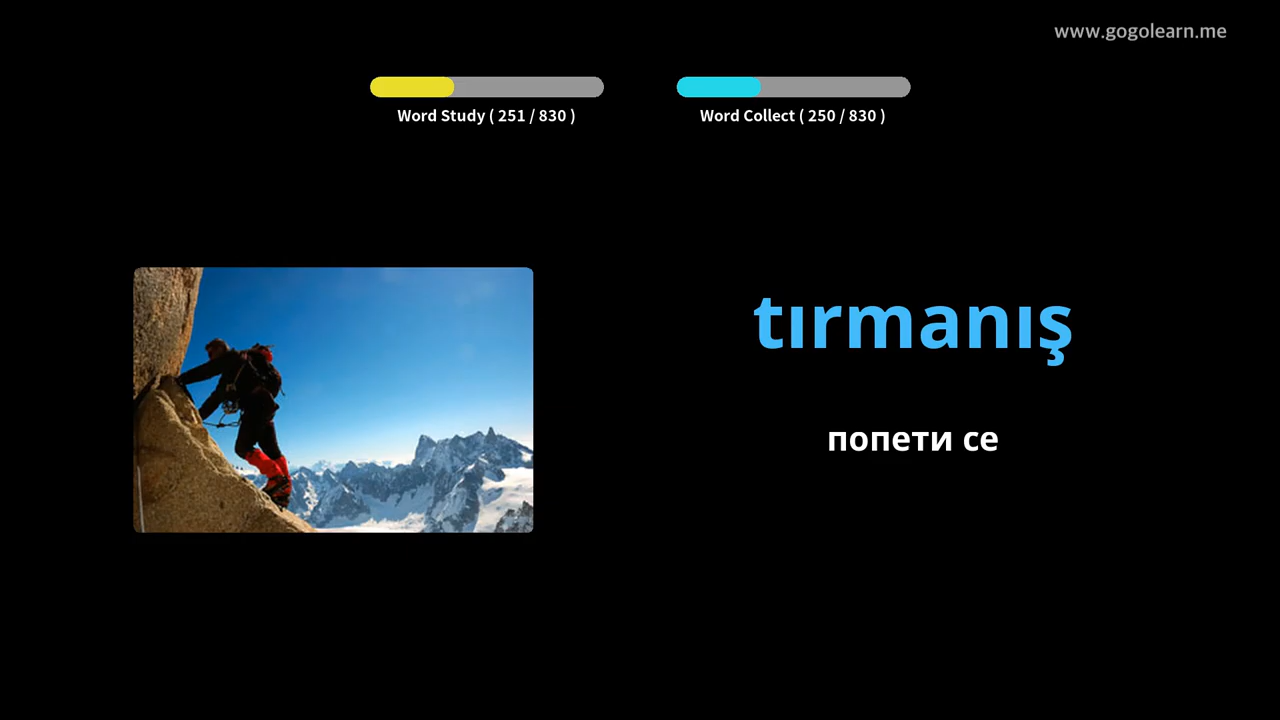 www.gogolearn.me
Word Study ( 251 / 830 )
Word Collect ( 250 / 830 )
tırmanış
попети се